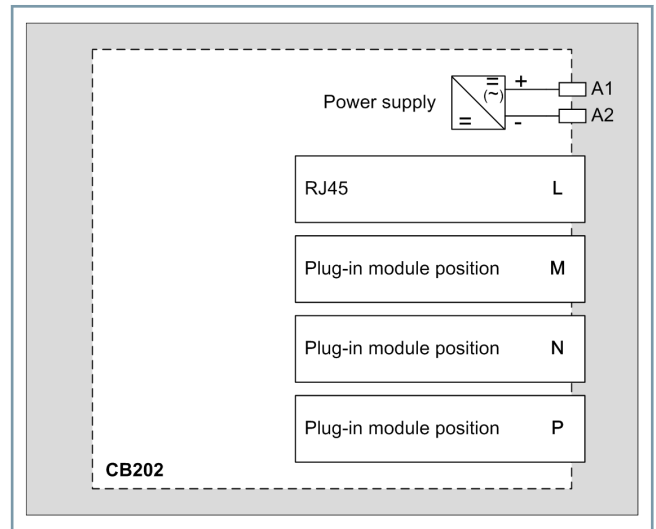 = + A1
(~)
Power supply
= - A2
RJ45 L
Plug-in module position M
Plug-in module position N
Plug-in module position P
CB202